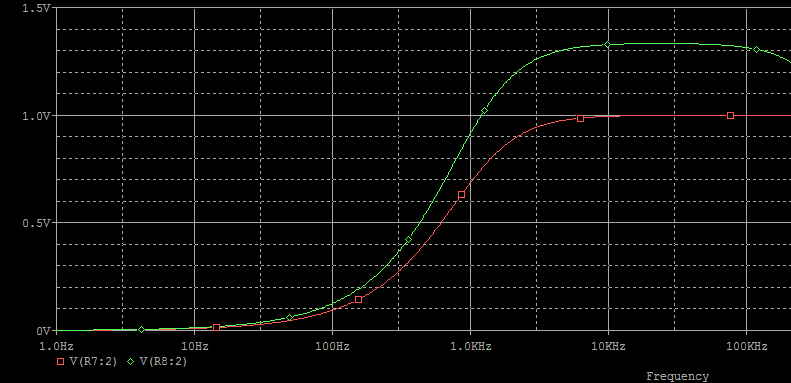 1.5V
1.0V
0.5V
0V
1.0Hz 10Hz 100Hz 1.0KHz 10KHz 100KHz
V(R7:2) V(R8:2)
Frequency